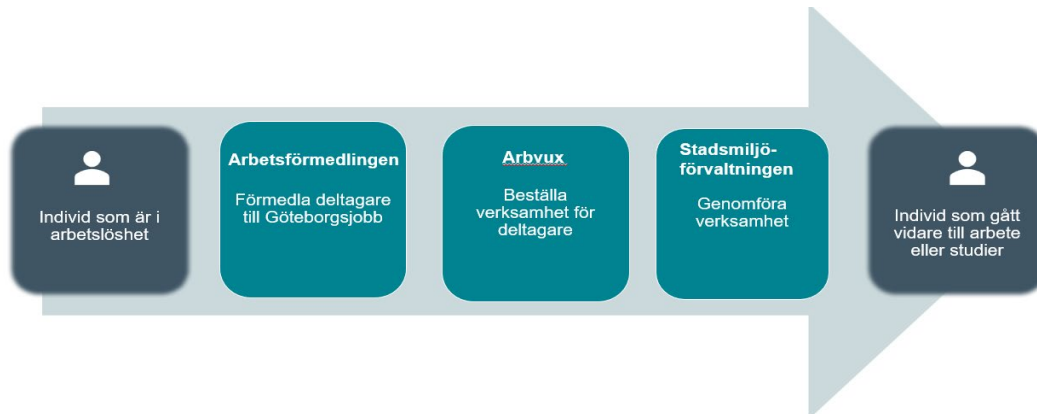 Individ som är i
arbetslöshet
Arbetsförmedlingen
Förmedla deltagare
till Göteborgsjobb
Arbvux
Beställa
verksamhet för
deltagare
Stadsmiljö-
förvaltningen
Genomföra
verksamhet
Individ som gått
vidare till arbete
eller studier